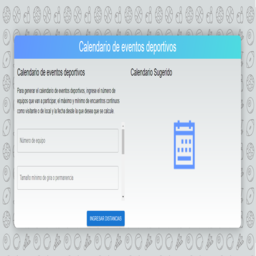 Calendario de eventos deportivos
Calendario de eventos deportivos
Para generar el calendario de eventos deportivos, ingrese el número de
equipos que van a participar, el máximo y mínimo de encuentros continuos
como visitante o de local y la fecha desde la que desea que se calcule.
Número de equipo
Tamaño mínimo de gira o permanencia
INGRESAR DISTANCIAS
Calendario Sugerido